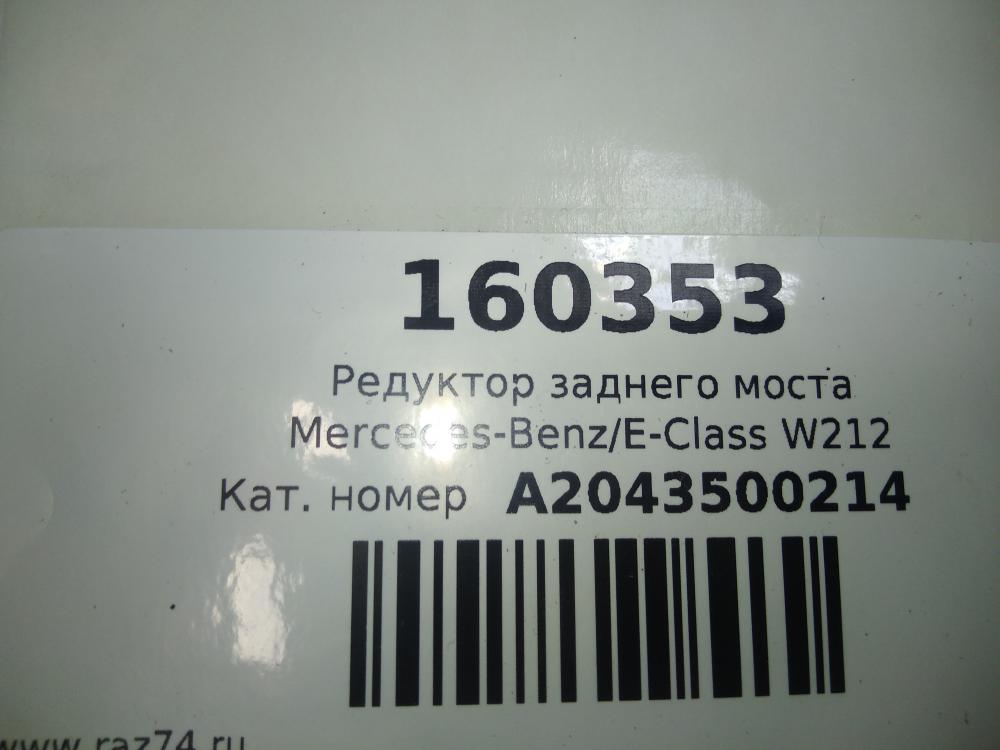 160353
Редуктор заднего моста
Mercedes-Benz/E-Class W212
Кат. номер A2043500214
www.raz74.ru